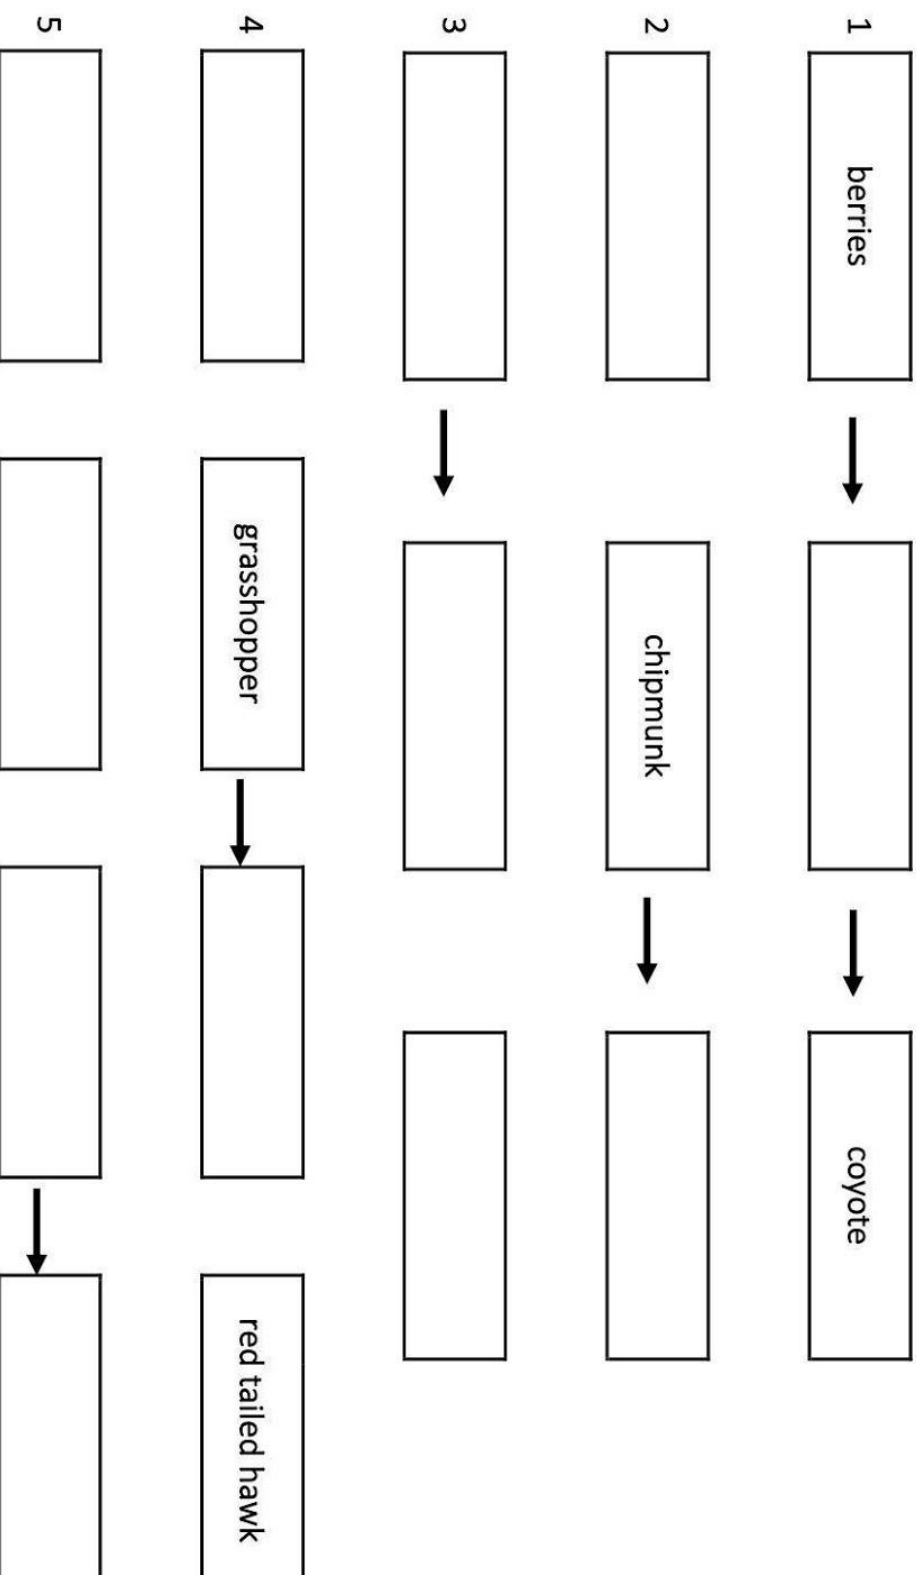 1 berries coyote
2 chipmunk
3
4 grasshopper red tailed hawk
5